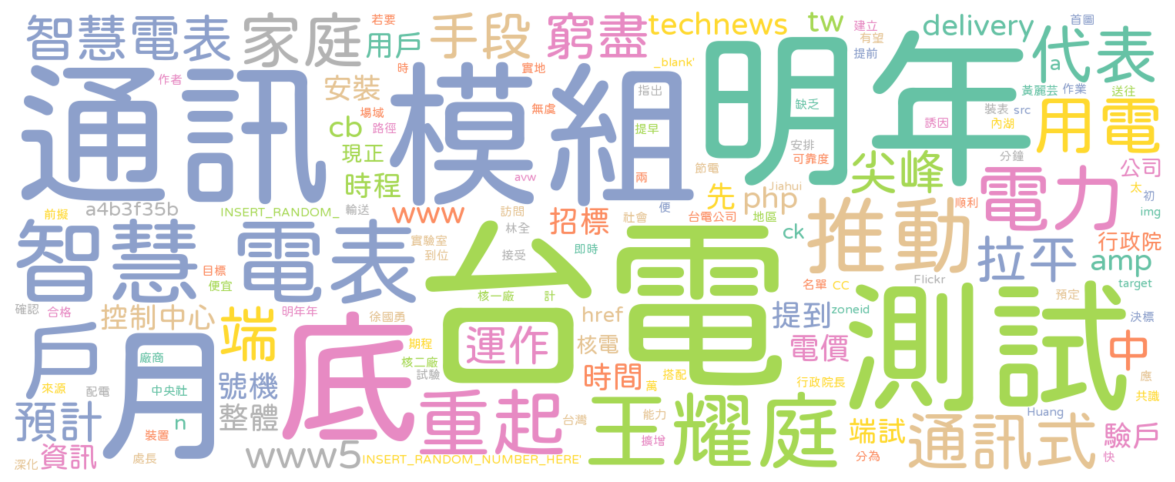 智慧電表
家庭
若要
用戶
手段
窮盡
technews
tw
建立
有望
提前
delivery
首圖
代表
a
作者
通訊
時
安裝
場域
路徑
cb
現正
時程
實地
模組
無虞
_blank'
指出
提早
avw
兩
便
明年
缺乏
安排
可靠度
節電
黃麗芸
作業
送往
裝表
src
誘因
內湖
用電
分鐘
尖峰
先
php
Jiahui
電力
公司
太
初
img
順利
前擬
a4b3f35b
INSERT_RANDOM_
輸送
www
訪問
林全
社會
招標
台電公司
地區
ck
推動
拉平
行政院
amp
target
智慧
電表
實驗室
到位
接受
即時
目標
便宜
名單
CC
Flickr
預定
確認
合格
明年年
核一廠
計
台電
控制中心
徐國勇
href
提到
zoneid
決標
戶
月
端
底
運作
核電
電價
測試
中
廠商
期程
核二廠
試驗
時間
萬
搭配
行政院長
應
共識
來源
配電
中央社
號機
預計
n
整體
重起
台灣
王耀庭
能力
擴增
Huang
端試
分為
通訊式
驗戶
快
深化
資訊
裝置
處長
www5
INSERT_RANDOM_NUMBER_HERE'